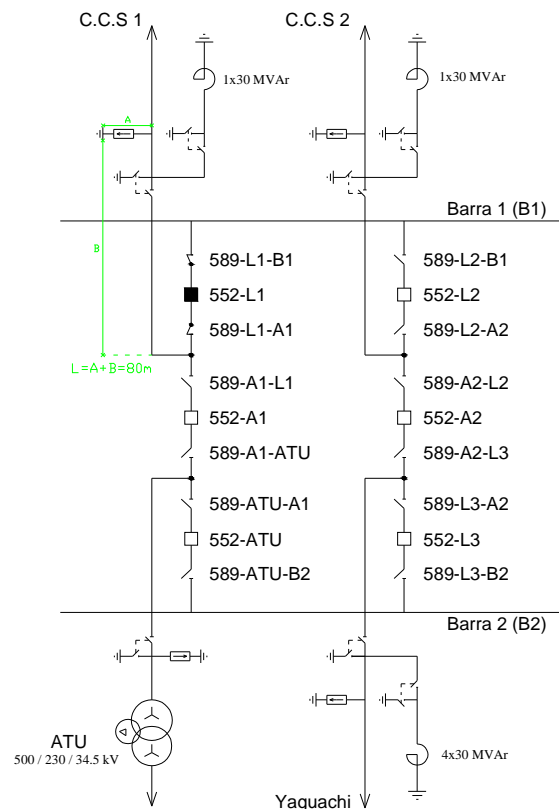 C.C.S 1
C.C.S 2
1x30 MVAr
1x30 MVAr
A
B
Barra 1 (B1)
589-L1-B1
589-L2-B1
552-L1
552-L2
589-L1-A1
589-L2-A2
L=A+B=80m
589-A1-L1
589-A2-L2
552-A1
552-A2
589-A1-ATU
589-A2-L3
589-ATU-A1
589-L3-A2
552-ATU
552-L3
589-ATU-B2
589-L3-B2
Barra 2 (B2)
ATU
500 / 230 / 34.5 kV
4x30 MVAr
Yaguachi